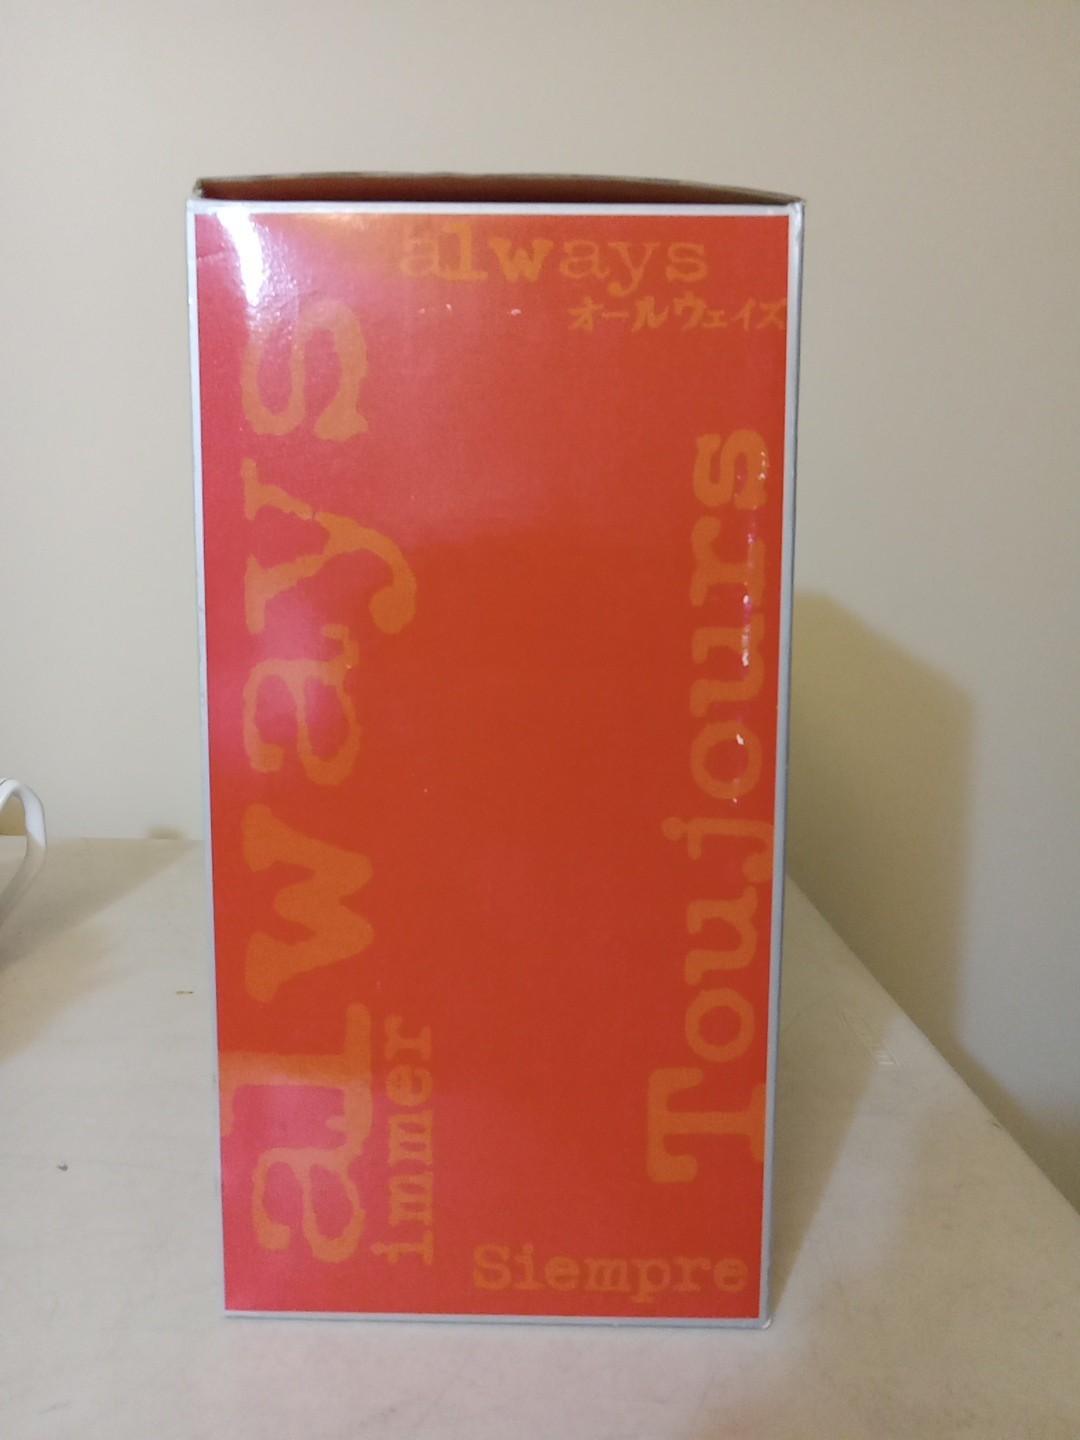 always
オールウェイズ
always
immer
Toujours
Siempre